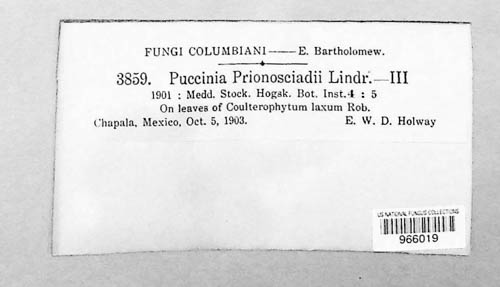 FUNGI COLUMBIANI—E. Bartholomew.
3859. Puccinia Prionosciadii Lindr.—III
1901 : Medd. Stock. Hogsk. Bot. Inst. 4 : 5
On leaves of Coulterophytum laxum Rob.
Chapala, Mexico, Oct. 5, 1903. E. W. D. Holway
US NATIONAL FUNGUS COLLECTIONS
966019